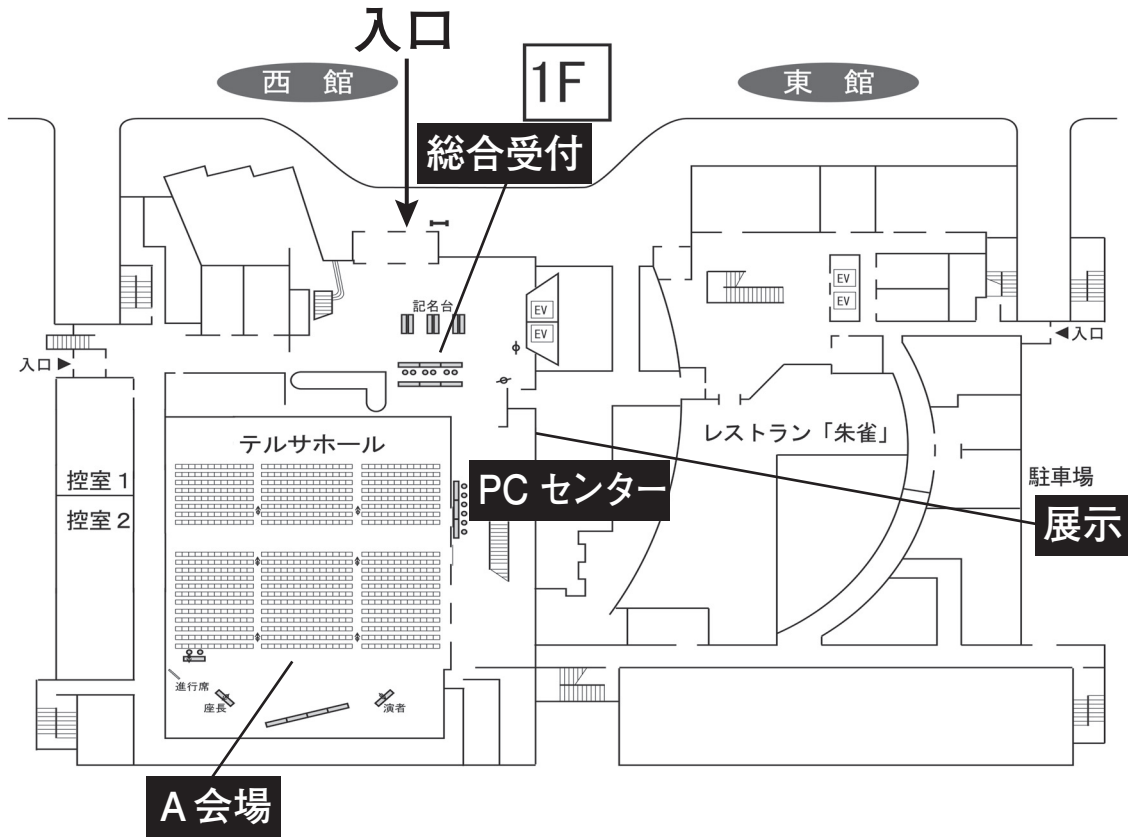 入口
西 館
1F
東 館
総合受付
記名台
EV
EV
EV
EV
入口
入口
テルサホール
レストラン「朱雀」
控室 1
控室 2
PC センター
駐車場
展示
進行席
座長
演者
A 会場